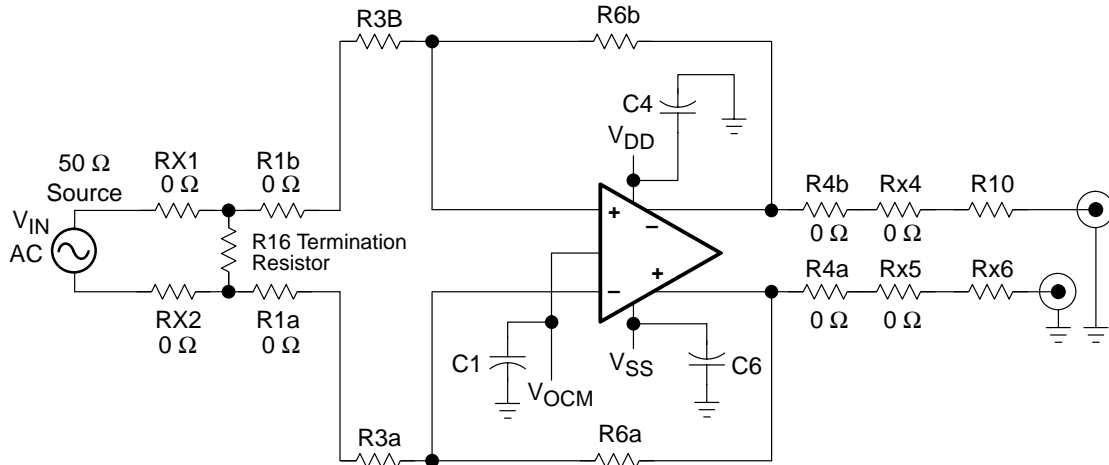 R3B
R6b
C4
VDD
50 Ω
Source
RX1
0 Ω
R1b
0 Ω
R4b
0 Ω
Rx4
0 Ω
R10
VIN
AC
+
−
R16 Termination
Resistor
+
−
RX2
0 Ω
R1a
0 Ω
R4a
0 Ω
Rx5
0 Ω
Rx6
C1
VOCM
VSS
C6
R3a
R6a